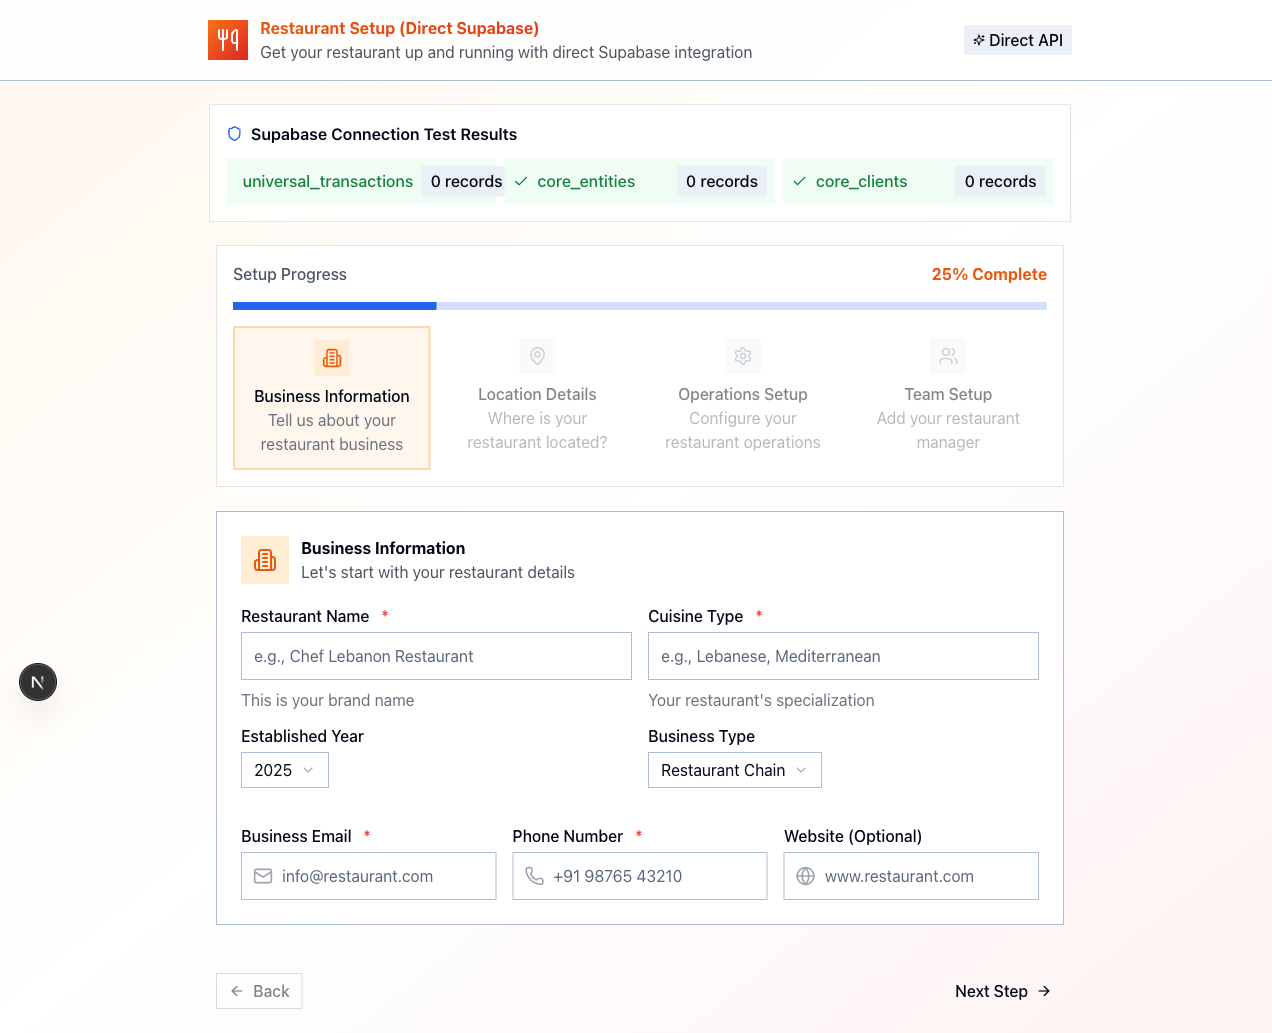 Restaurant Setup (Direct Supabase)
Get your restaurant up and running with direct Supabase integration
Direct API
Supabase Connection Test Results
universal_transactions 0 records
core_entities 0 records
core_clients 0 records
Setup Progress
25% Complete
Business Information
Tell us about your
restaurant business
Location Details
Where is your
restaurant located?
Operations Setup
Configure your
restaurant operations
Team Setup
Add your restaurant
manager
Business Information
Let's start with your restaurant details
Restaurant Name *
e.g., Chef Lebanon Restaurant
This is your brand name
Cuisine Type *
e.g., Lebanese, Mediterranean
Your restaurant's specialization
Established Year
2025
Business Type
Restaurant Chain
Business Email *
info@restaurant.com
Phone Number *
+91 98765 43210
Website (Optional)
www.restaurant.com
N
Back
Next Step